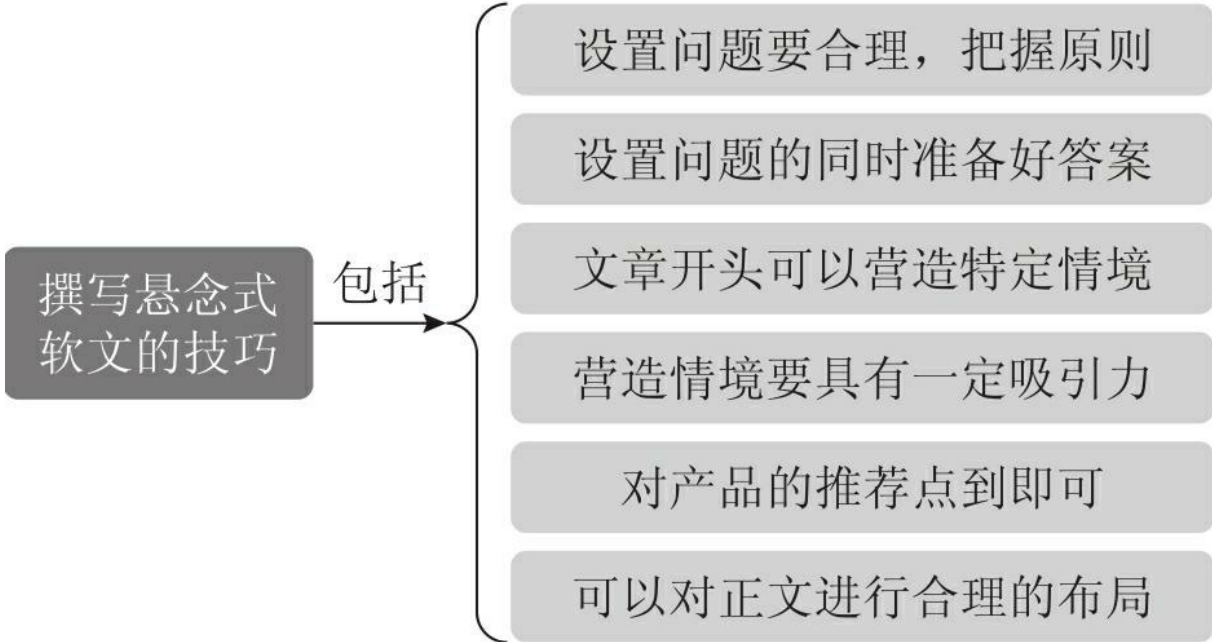 撰写悬念式
软文的技巧
包括
设置问题要合理，把握原则
设置问题的同时准备好答案
文章开头可以营造特定情境
营造情境要具有一定吸引力
对产品的推荐点到即可
可以对正文进行合理的布局